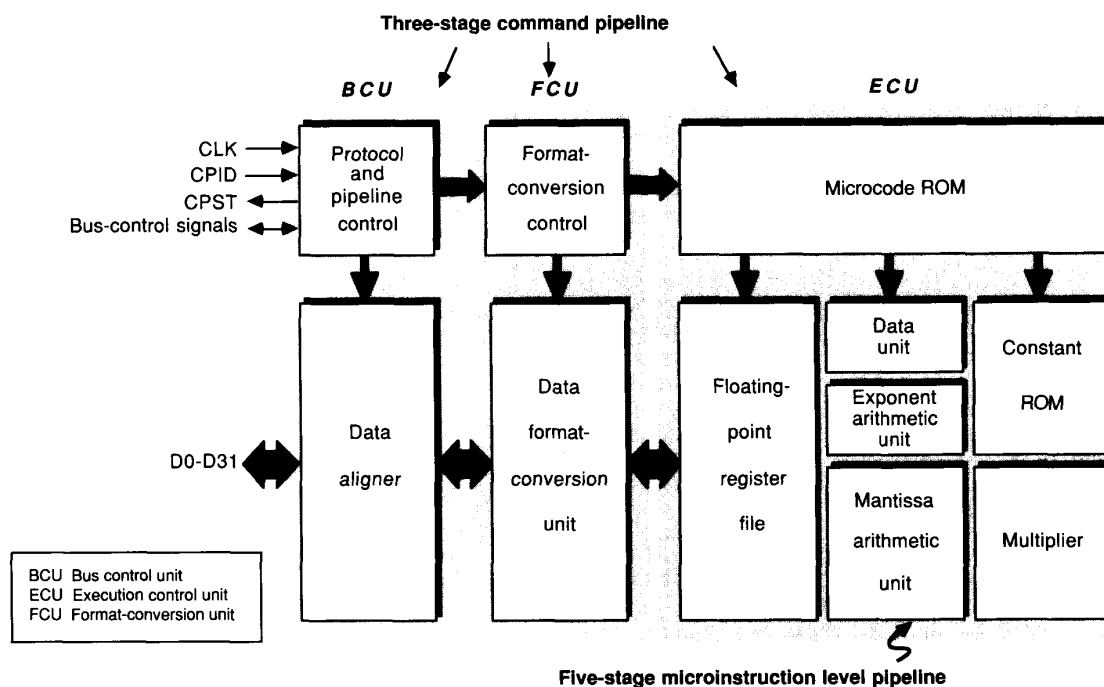 Three-stage command pipeline
BCU
FCU
ECU
CLK
CPID
CPST
Bus-control signals
Protocol
and
pipeline
control
Format-
conversion
control
Microcode ROM
D0-D31
Data
aligner
Data
format-
conversion
unit
Floating-
point
register
file
Data
unit
Exponent
arithmetic
unit
Mantissa
arithmetic
unit
Constant
ROM
Multiplier
BCU Bus control unit
ECU Execution control unit
FCU Format-conversion unit
Five-stage microinstruction level pipeline